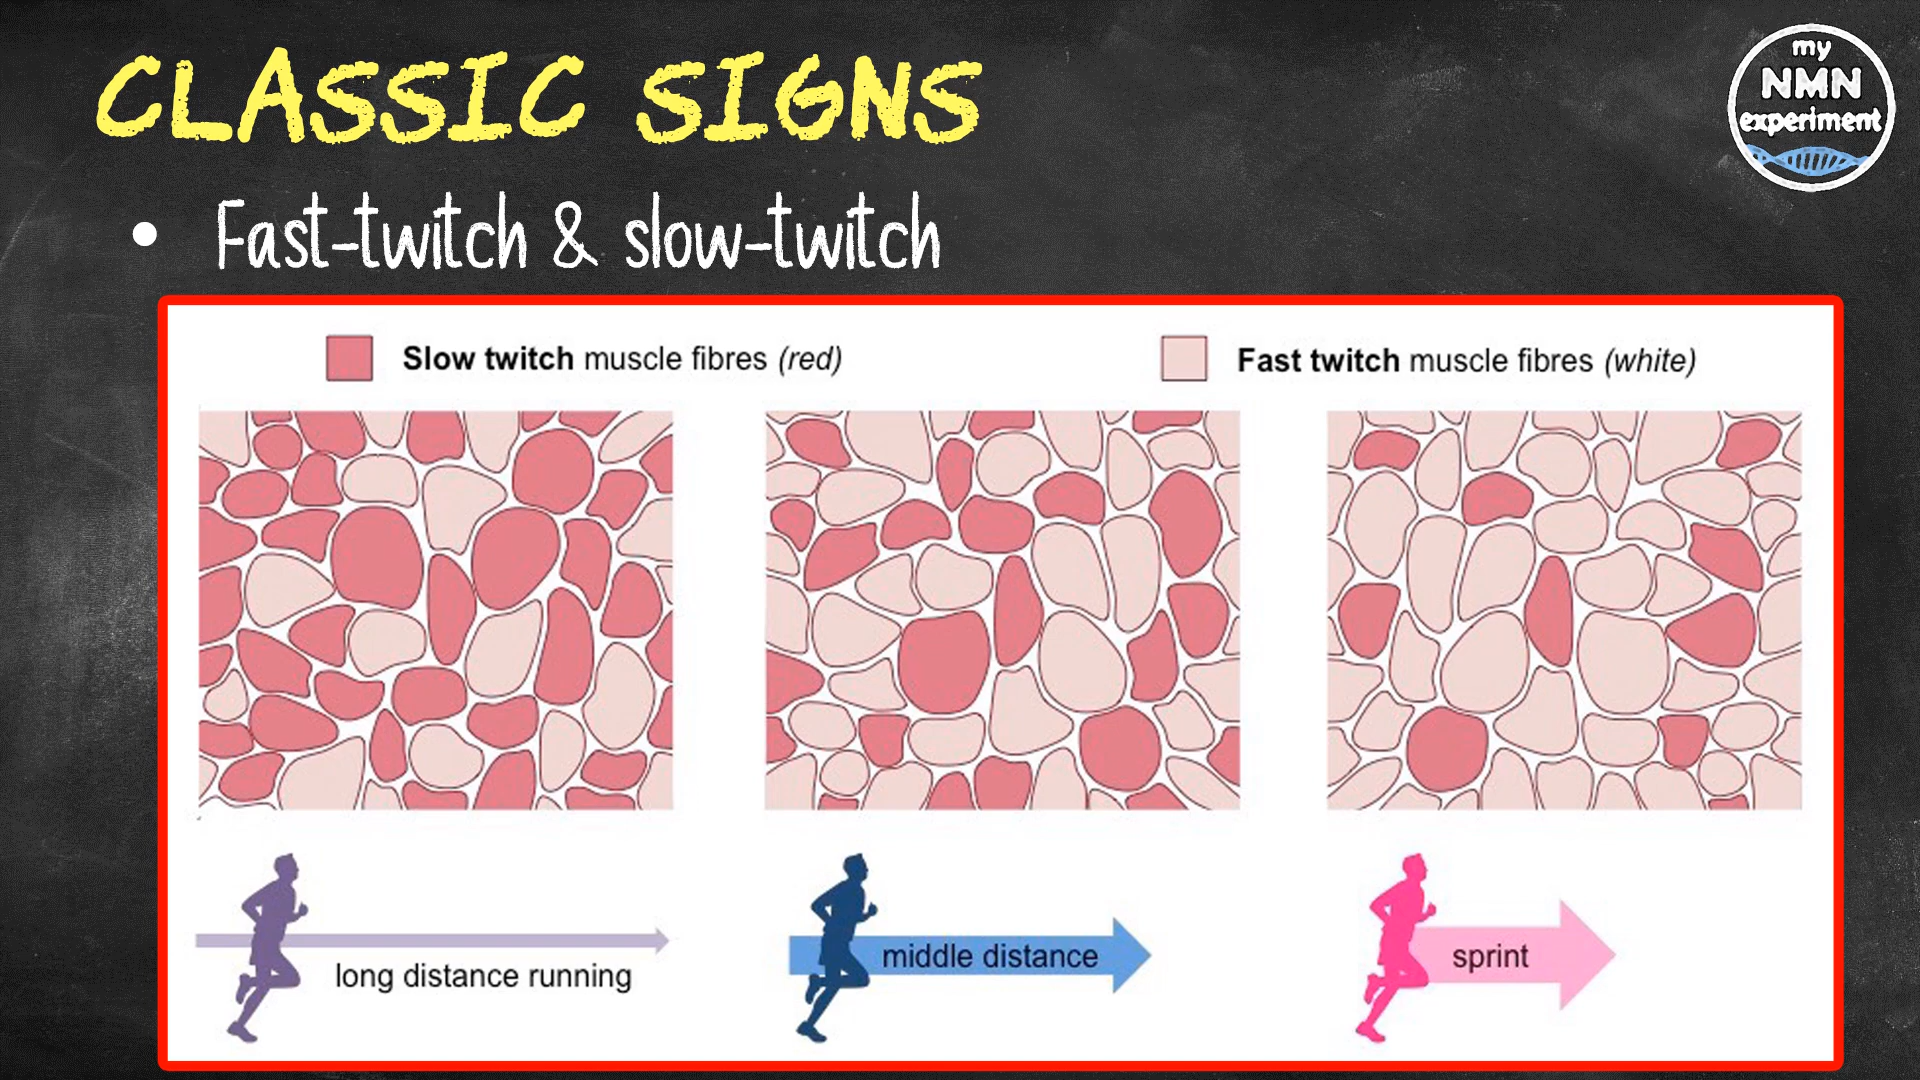 CLASSIC SIGNS
my
NMN
experiment
• Fast-twitch & slow-twitch
Slow twitch muscle fibres (red)
Fast twitch muscle fibres (white)
long distance running
middle distance
sprint